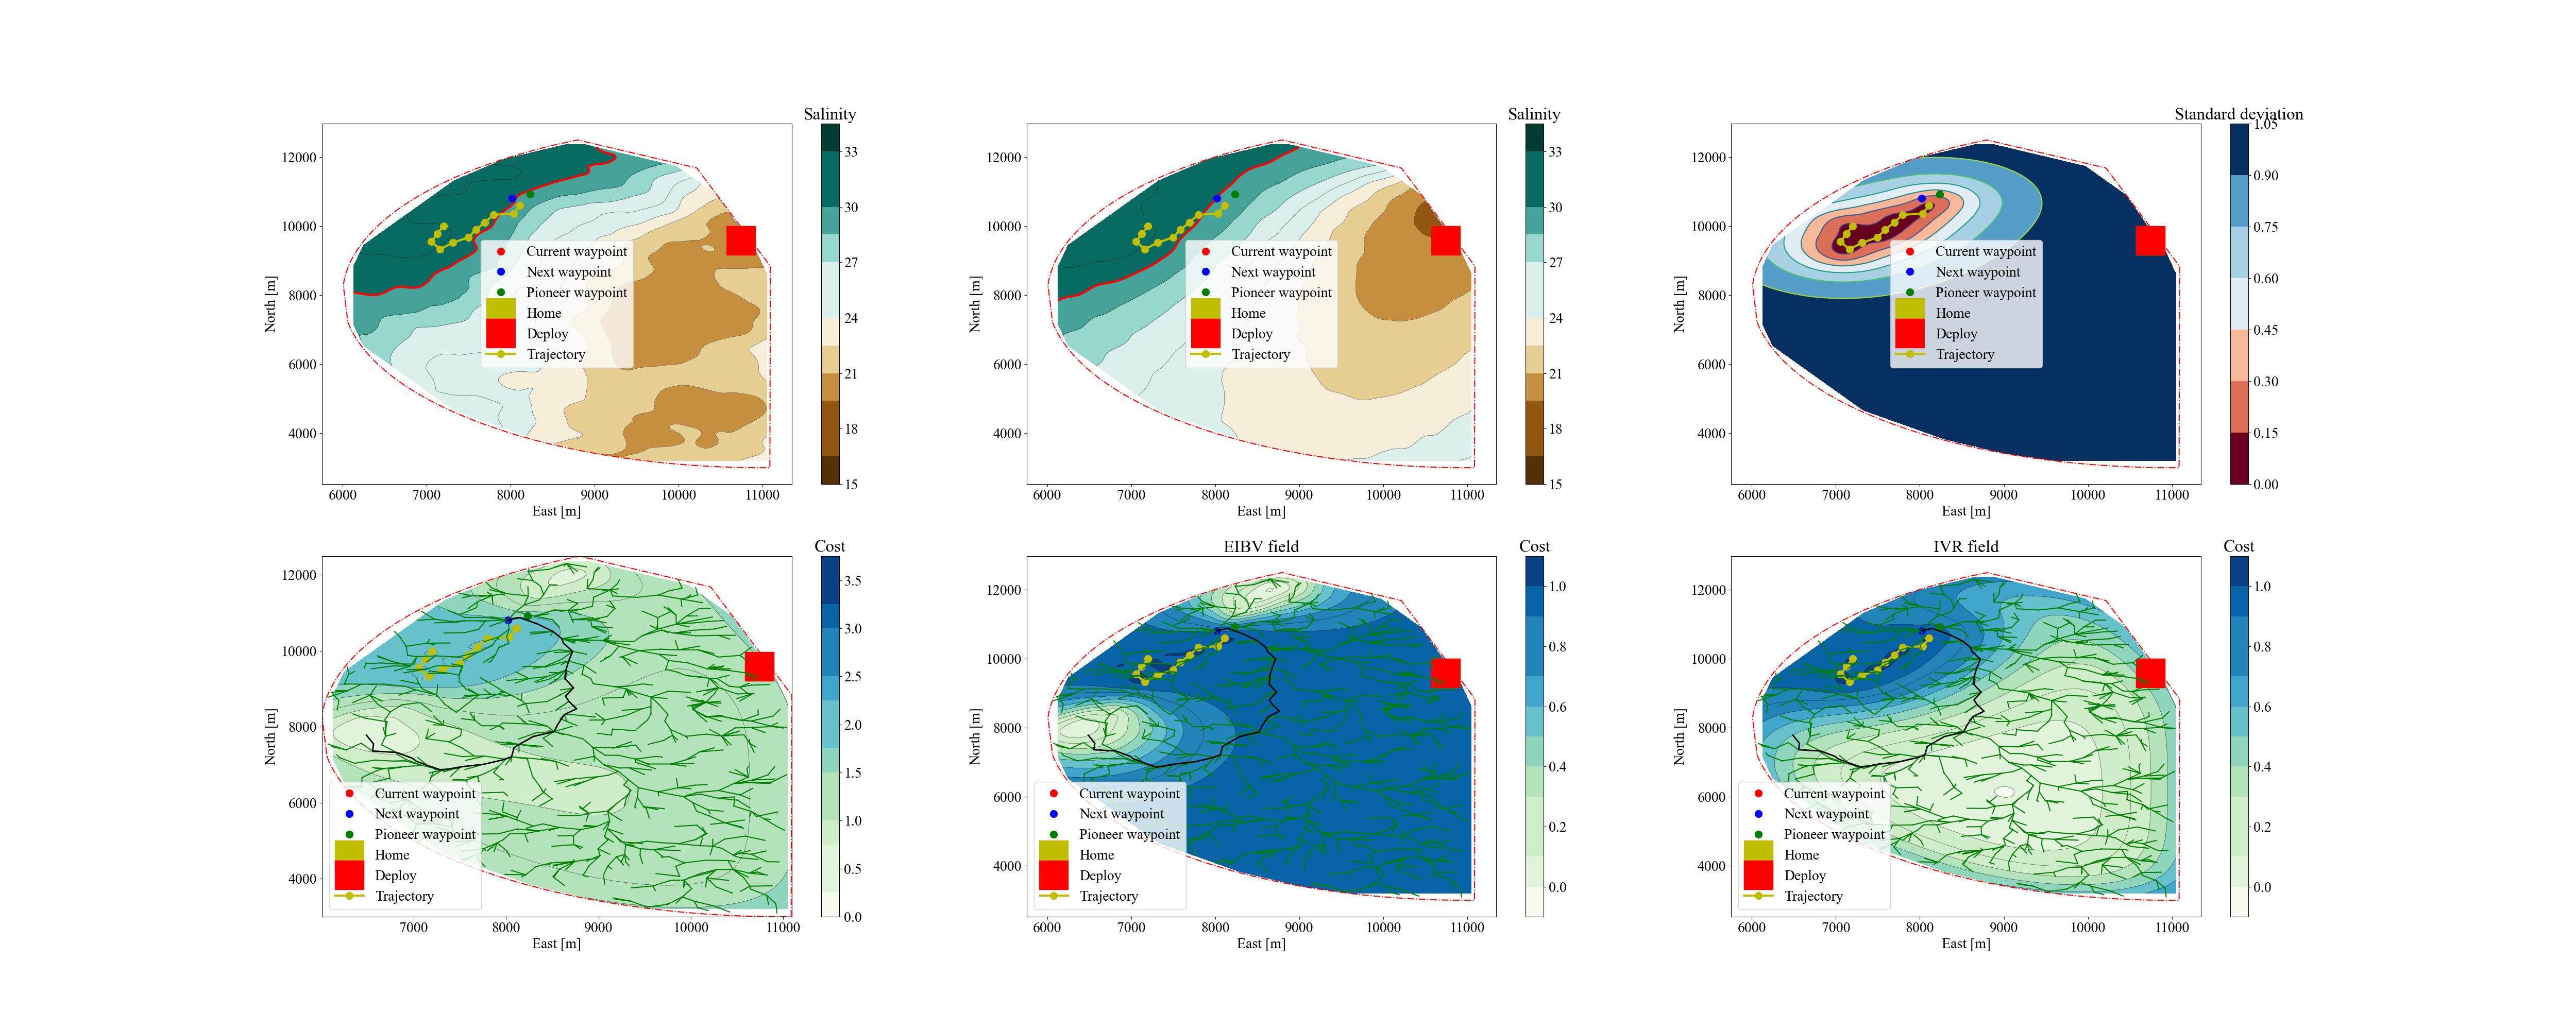 Salinity
12000
10000
8000
6000
4000
North [m]
6000 7000 8000 9000 10000 11000
East [m]
33
30
27
24
21
18
15
Current waypoint
Next waypoint
Pioneer waypoint
Home
Deploy
Trajectory
Salinity
12000
10000
8000
6000
4000
North [m]
6000 7000 8000 9000 10000 11000
East [m]
33
30
27
24
21
18
15
Current waypoint
Next waypoint
Pioneer waypoint
Home
Deploy
Trajectory
Standard deviation
12000
10000
8000
6000
4000
North [m]
6000 7000 8000 9000 10000 11000
East [m]
1.05
0.90
0.75
0.60
0.45
0.30
0.15
0.00
Current waypoint
Next waypoint
Pioneer waypoint
Home
Deploy
Trajectory
Cost
12000
10000
8000
6000
4000
North [m]
7000 8000 9000 10000 11000
East [m]
3.5
3.0
2.5
2.0
1.5
1.0
0.5
0.0
Current waypoint
Next waypoint
Pioneer waypoint
Home
Deploy
Trajectory
EIBV field
Cost
12000
10000
8000
6000
4000
North [m]
6000 7000 8000 9000 10000 11000
East [m]
1.0
0.8
0.6
0.4
0.2
0.0
Current waypoint
Next waypoint
Pioneer waypoint
Home
Deploy
Trajectory
IVR field
Cost
12000
10000
8000
6000
4000
North [m]
6000 7000 8000 9000 10000 11000
East [m]
1.0
0.8
0.6
0.4
0.2
0.0
Current waypoint
Next waypoint
Pioneer waypoint
Home
Deploy
Trajectory